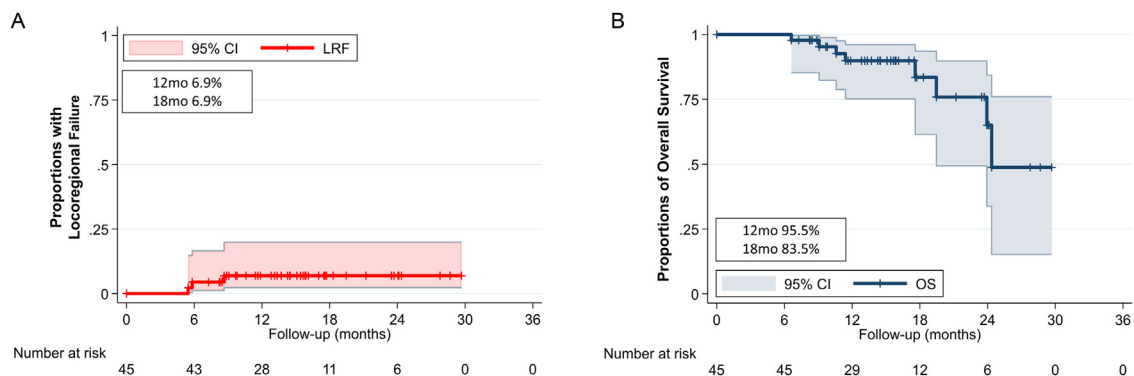 A
95% CI LRF
12mo 6.9%
18mo 6.9%
Proportions with
Locoregional Failure
1
.75
.5
.25
0
0 6 12 18 24 30 36
Follow-up (months)
Number at risk
45 43 28 11 6 0 0
B
Proportions of Overall Survival
1
.75
.5
.25
0
12mo 95.5%
18mo 83.5%
95% CI OS
0 6 12 18 24 30 36
Follow-up (months)
Number at risk
45 45 29 12 6 0 0